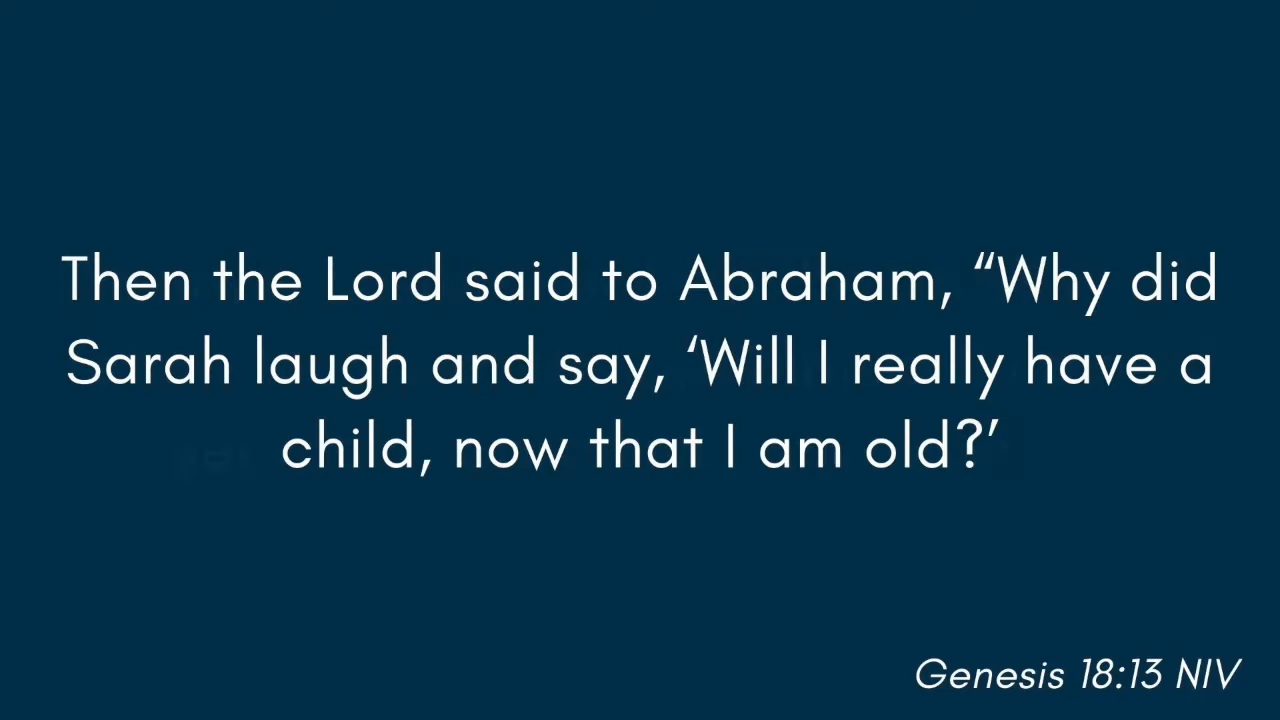 Then the Lord said to Abraham, “Why did
Sarah laugh and say, ‘Will I really have a
child, now that I am old?’
Genesis 18:13 NIV